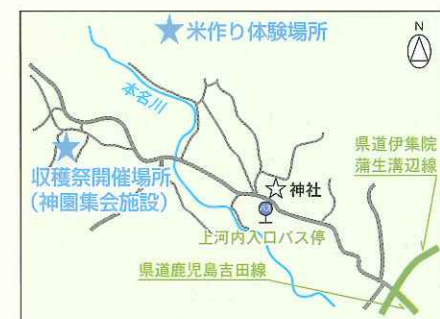 N
米作り体験場所
本名川
県道伊集院
蒲生溝辺線
収穫祭開催場所
（神園集会施設）
神社
上河内入口バス停
県道鹿児島吉田線